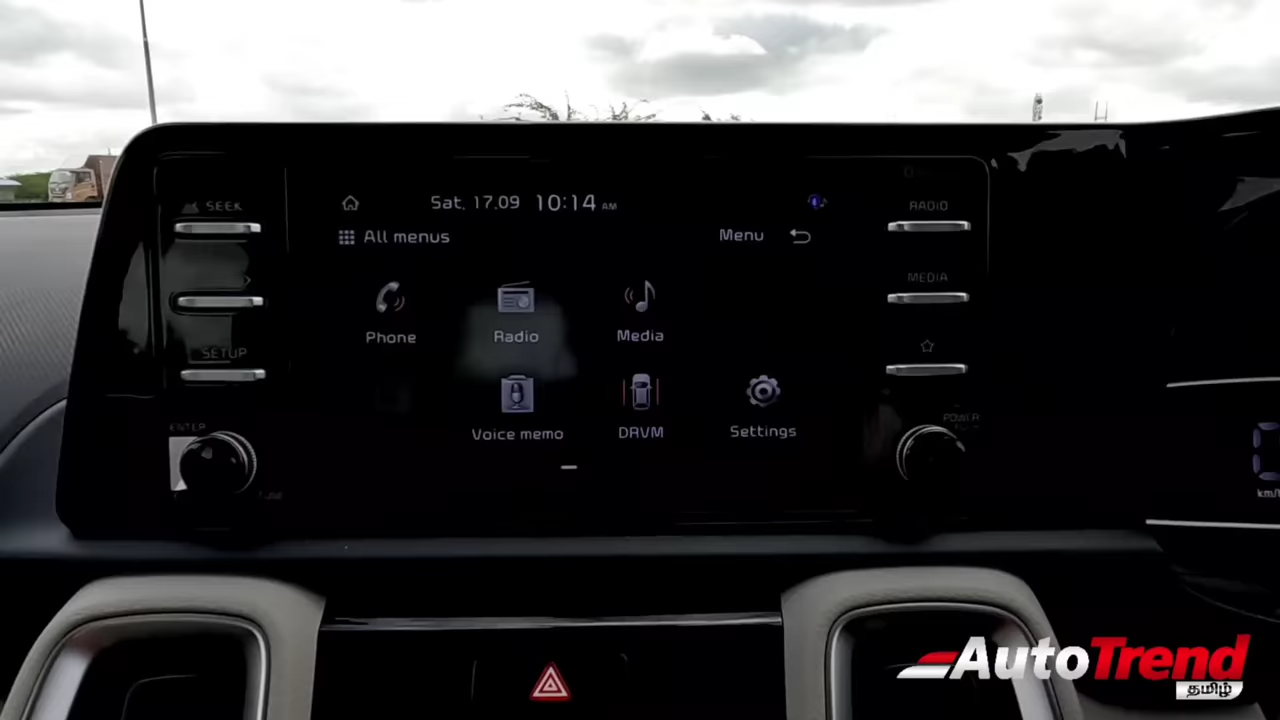 SEEK
SETUP
ENTER
Sat, 17.09 10:14 AM
All menus
Menu
Phone
Radio
Media
Voice memo
DRVM
Settings
RADIO
MEDIA
POWER
AutoTrend
தமிழ்